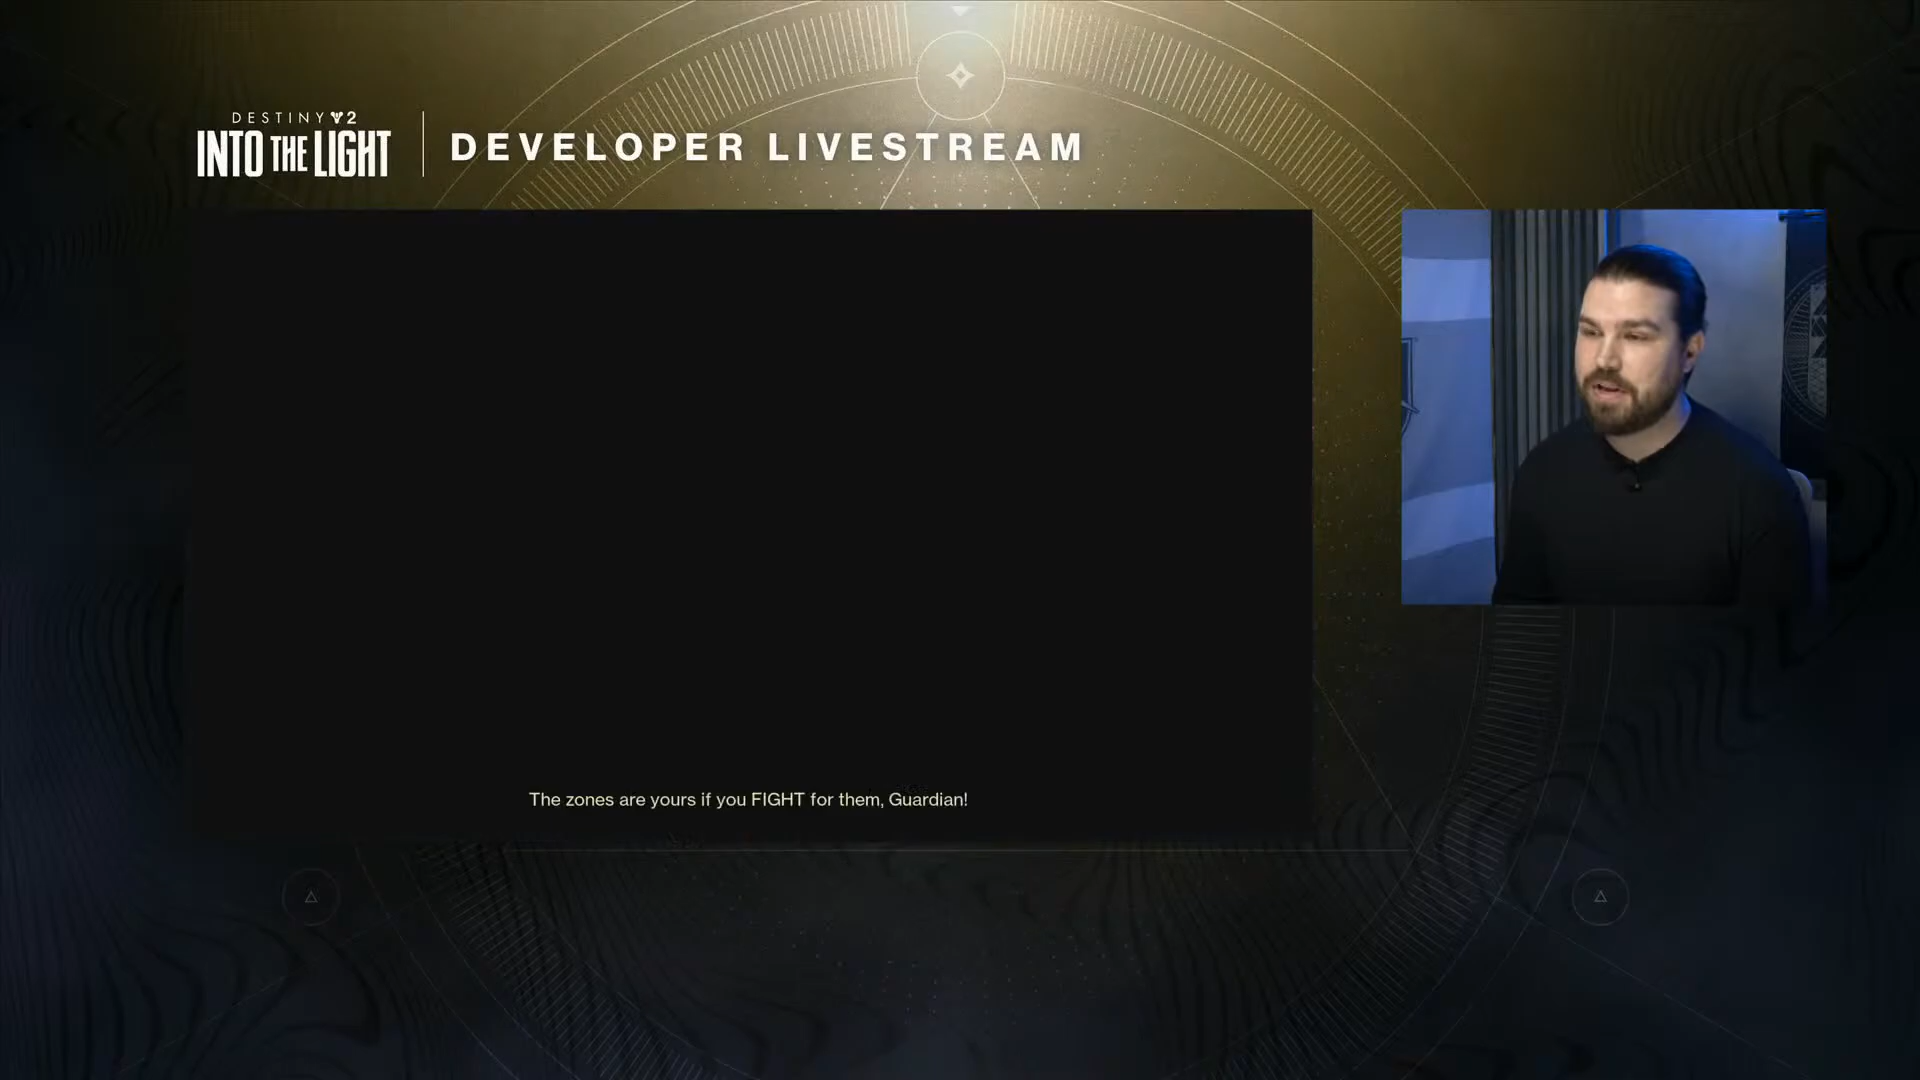 DESTINY 2
INTO THE LIGHT
DEVELOPER LIVESTREAM
The zones are yours if you FIGHT for them, Guardian!